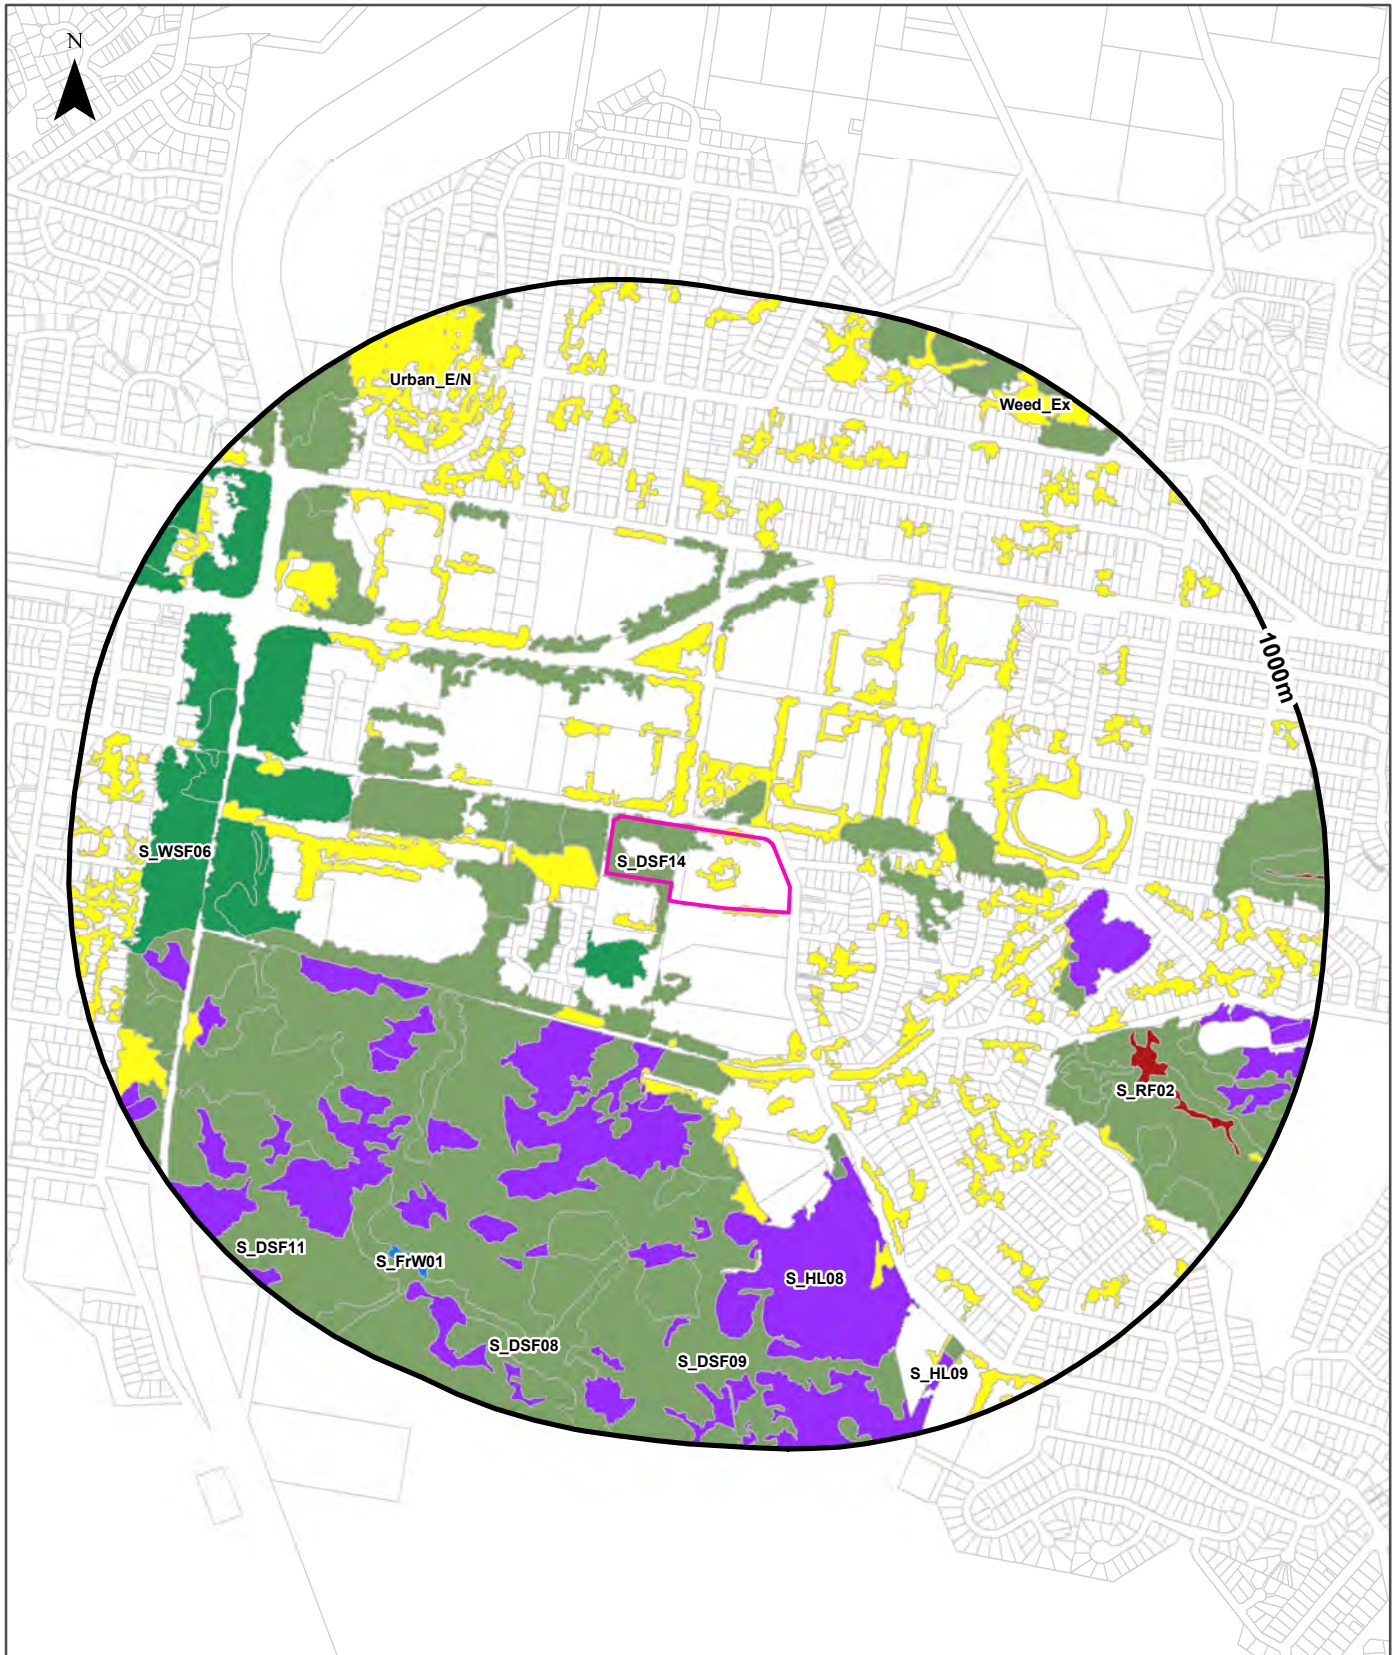 N
Urban_E/N
Weed_Ex
1000m
S_WSF06
S_DSF14
S_RF02
S_DSF11
S_FrW01
S_HL08
S_DSF08
S_DSF09
S_HL09